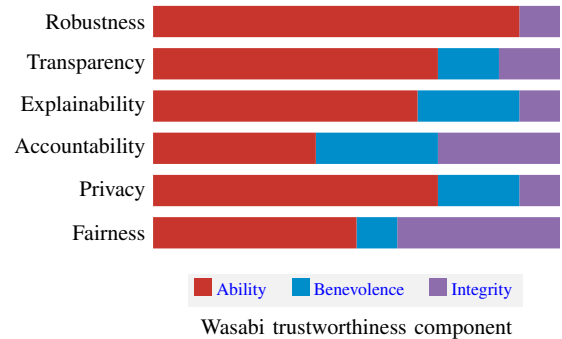 Robustness
Transparency
Explainability
Accountability
Privacy
Fairness
Ability Benevolence Integrity
Wasabi trustworthiness component